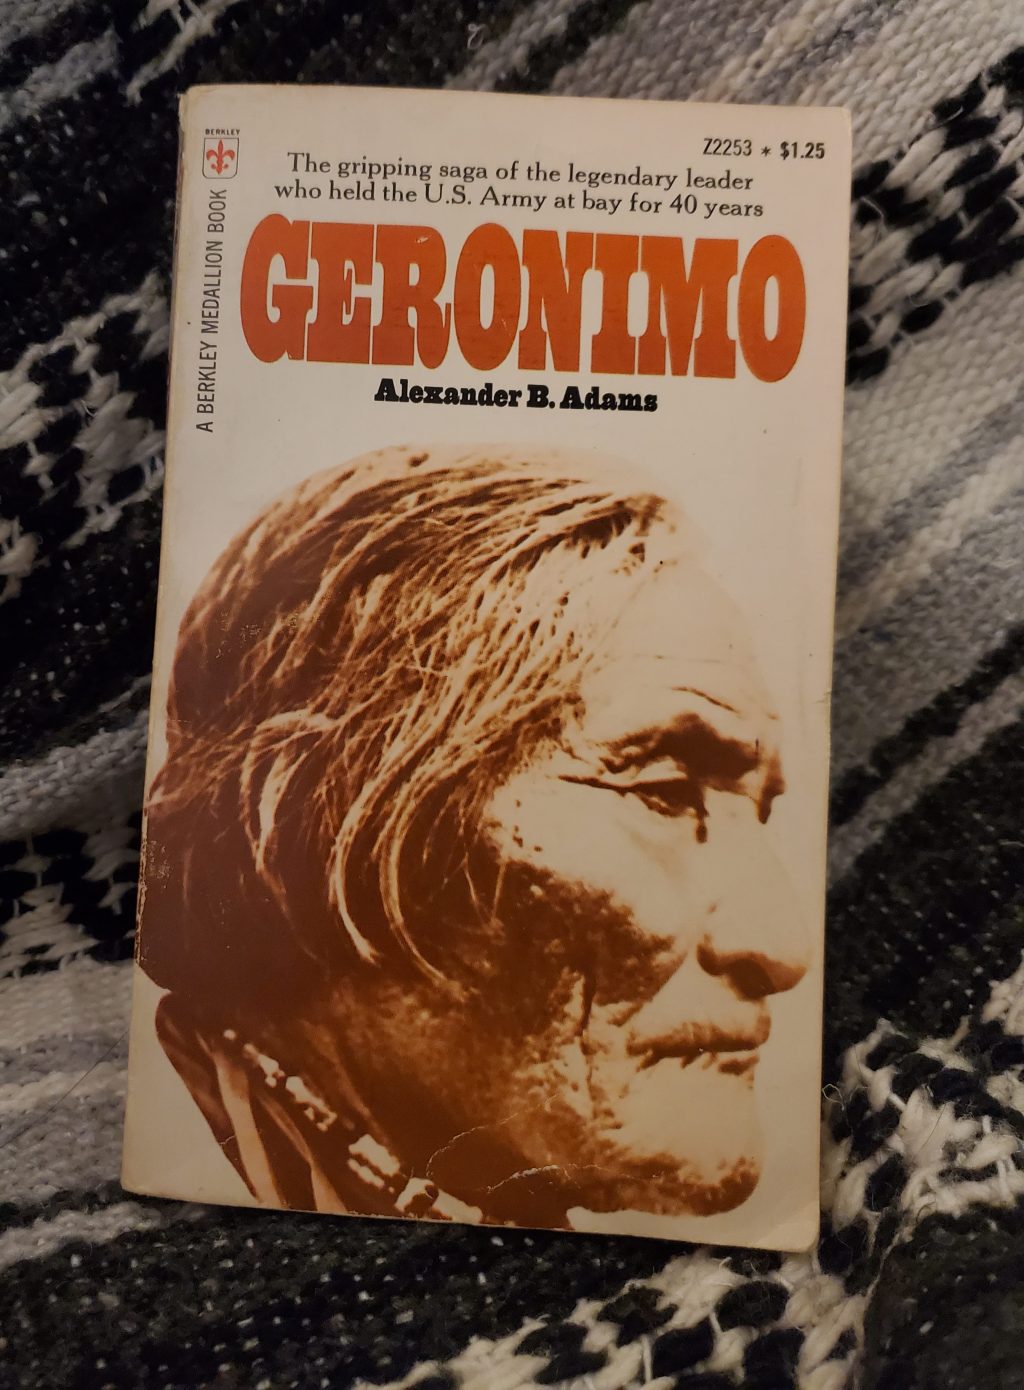 BERKLEY
A BERKLEY MEDALLION BOOK
Z2253 * $1.25
The gripping saga of the legendary leader
who held the U.S. Army at bay for 40 years
GERONIMO
Alexander B. Adams